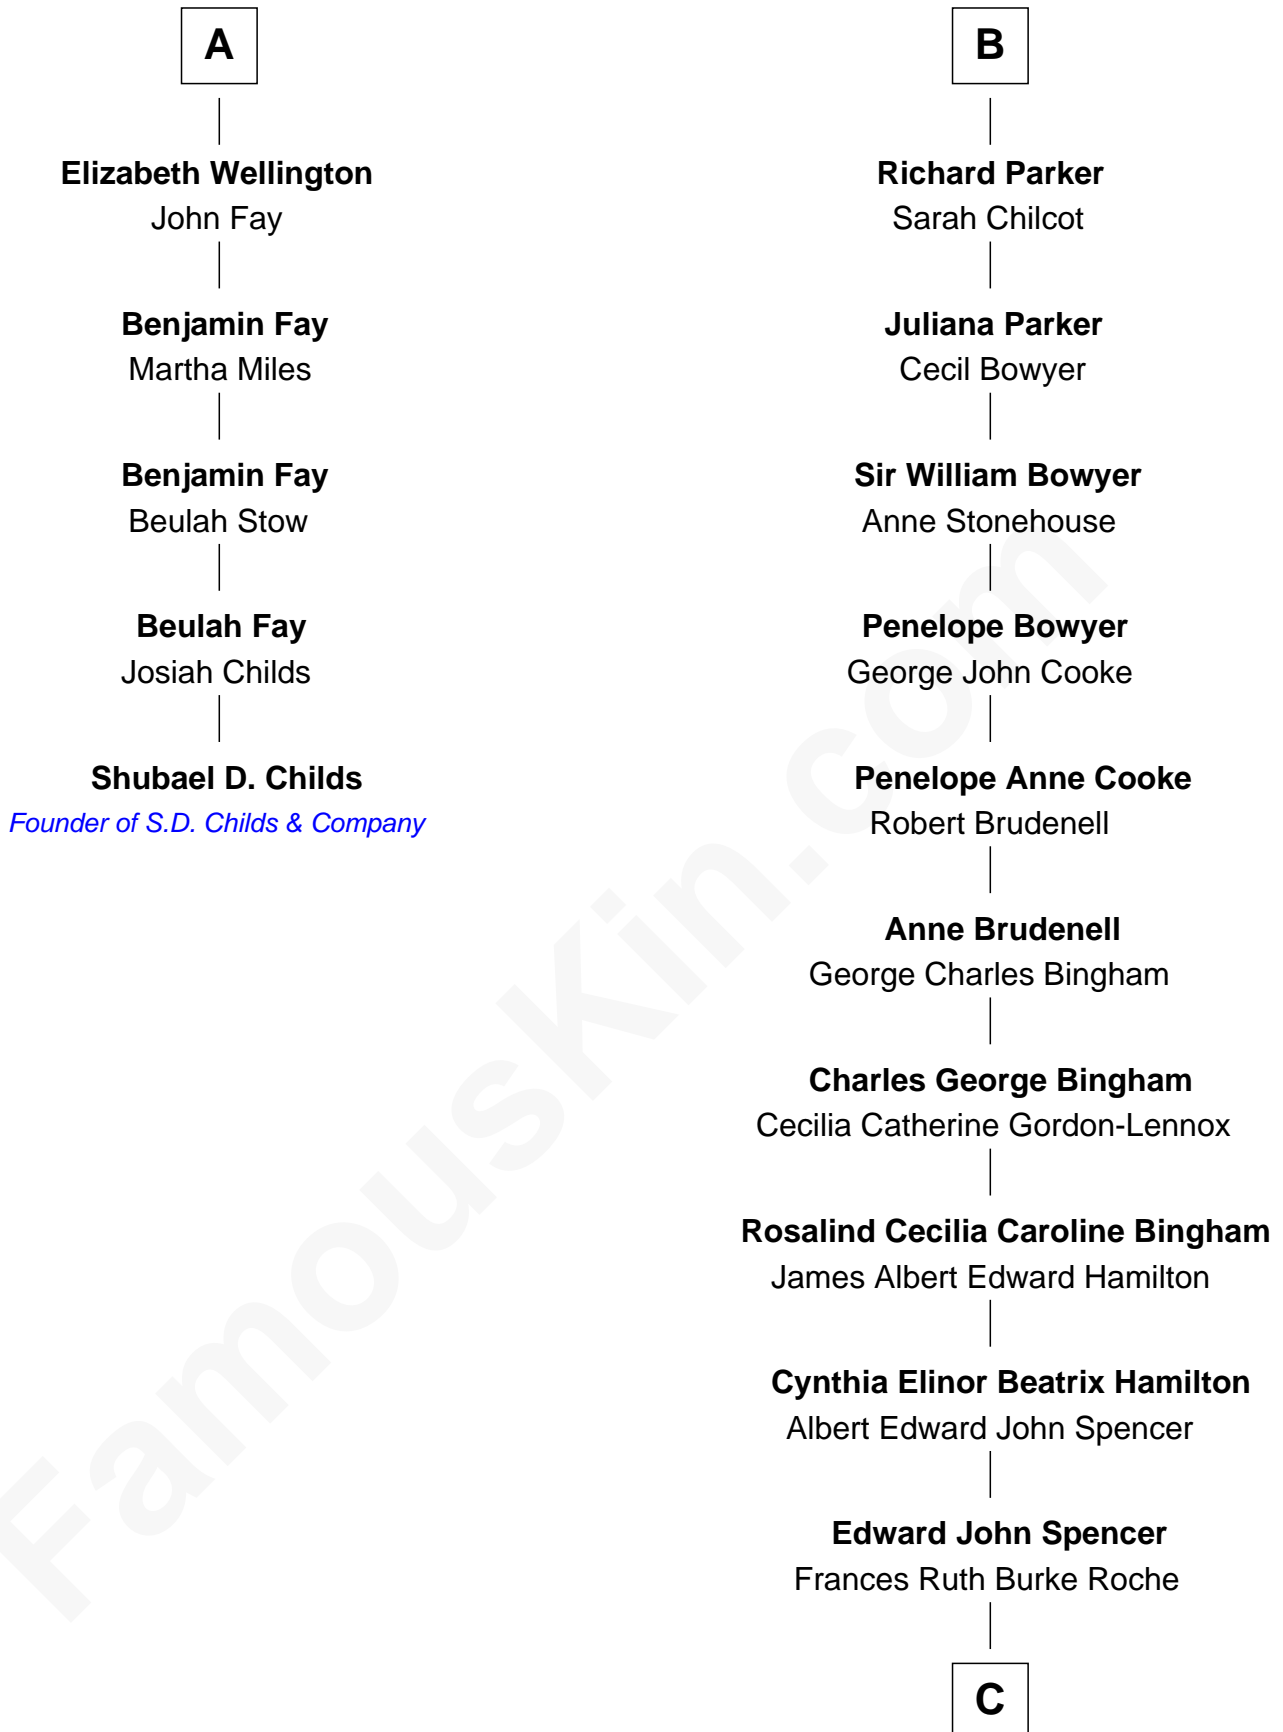 A
Elizabeth Wellington
John Fay
Benjamin Fay
Martha Miles
Benjamin Fay
Beulah Stow
Beulah Fay
Josiah Childs
Shubael D. Childs
Founder of S.D. Childs & Company
B
Richard Parker
Sarah Chilcot
Juliana Parker
Cecil Bowyer
Sir William Bowyer
Anne Stonehouse
Penelope Bowyer
George John Cooke
Penelope Anne Cooke
Robert Brudenell
Anne Brudenell
George Charles Bingham
Charles George Bingham
Cecilia Catherine Gordon-Lennox
Rosalind Cecilia Caroline Bingham
James Albert Edward Hamilton
Cynthia Elinor Beatrix Hamilton
Albert Edward John Spencer
Edward John Spencer
Frances Ruth Burke Roche
C
FamousKin.com